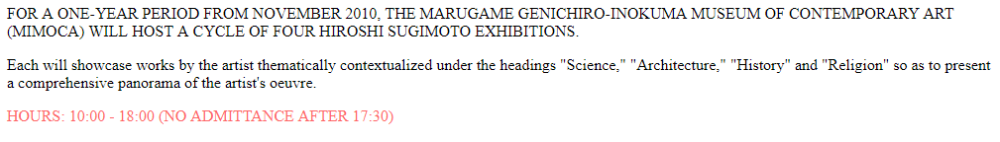 FOR A ONE-YEAR PERIOD FROM NOVEMBER 2010, THE MARUGAME GENICHIRO-INOKUMA MUSEUM OF CONTEMPORARY ART
(MIMOCA) WILL HOST A CYCLE OF FOUR HIROSHI SUGIMOTO EXHIBITIONS.
Each will showcase works by the artist thematically contextualized under the headings "Science," "Architecture," "History" and "Religion" so as to present
a comprehensive panorama of the artist's oeuvre.
HOURS: 10:00 - 18:00 (NO ADMITTANCE AFTER 17:30)